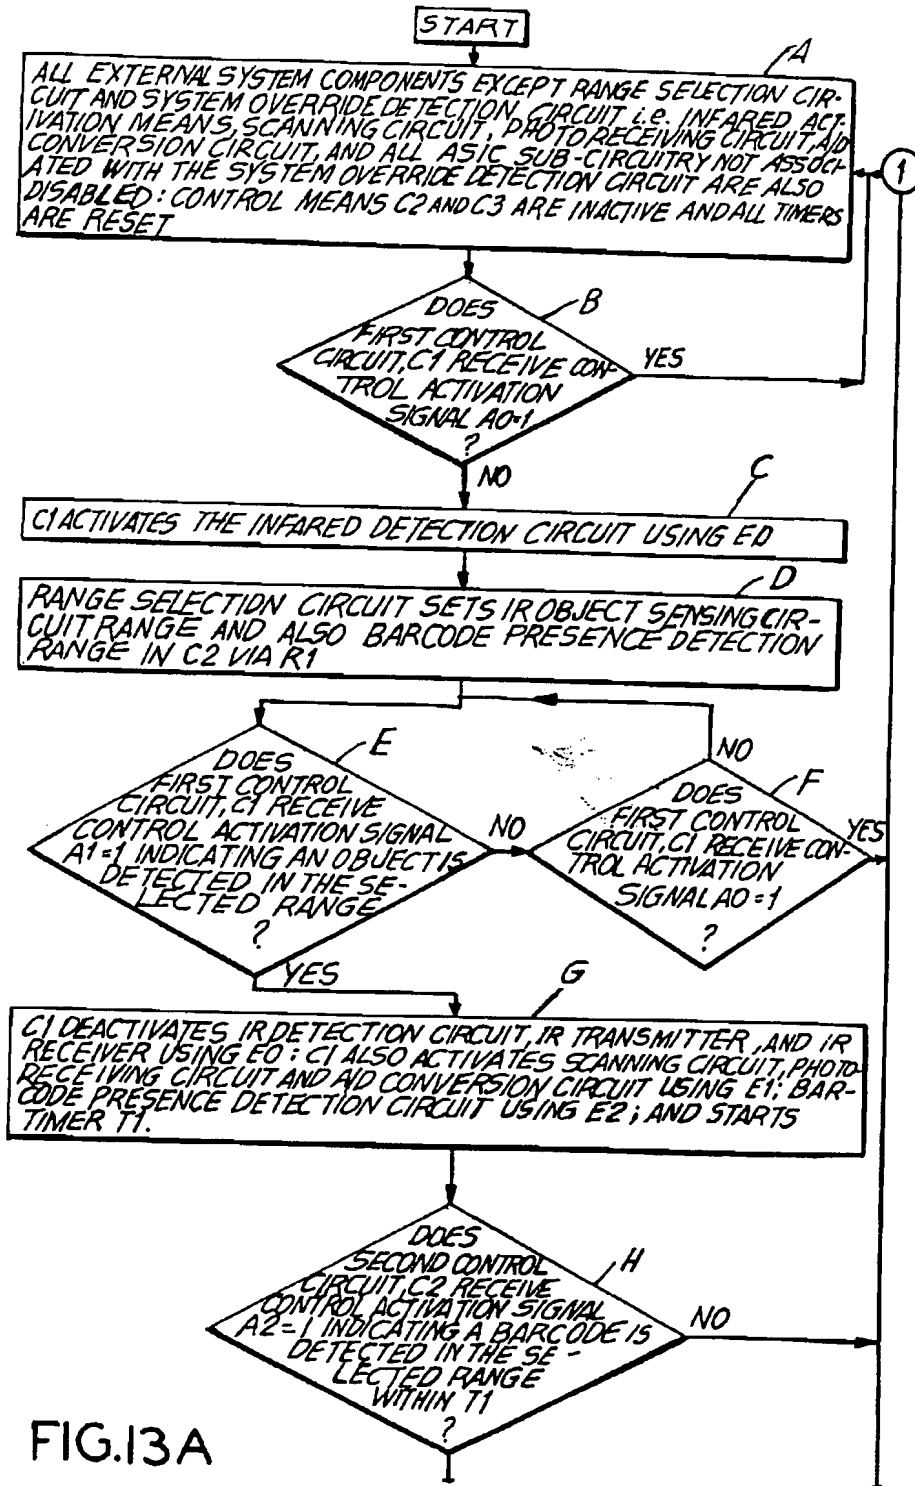 START
A
ALL EXTERNAL SYSTEM COMPONENTS EXCEPT RANGE SELECTION CIR-
CUIT AND SYSTEM OVERRIDE DETECTION CIRCUIT i.e. INFARED ACT-
IVATION MEANS, SCANNING CIRCUIT, PHOTORECEIVING CIRCUIT, A/D
CONVERSION CIRCUIT, AND ALL ASIC SUB-CIRCUITRY NOT ASSOCI-
ATED WITH THE SYSTEM OVERRIDE DETECTION CIRCUIT ARE ALSO
DISABLED: CONTROL MEANS C2 AND C3 ARE INACTIVE AND ALL TIMERS
ARE RESET
1
B
DOES
FIRST CONTROL
CIRCUIT, C1 RECEIVE CON-
TROL ACTIVATION
SIGNAL A0=1
?
YES
NO
C
C1 ACTIVATES THE INFARED DETECTION CIRCUIT USING E0
D
RANGE SELECTION CIRCUIT SETS IR OBJECT SENSING CIR-
CUIT RANGE AND ALSO BARCODE PRESENCE DETECTION
RANGE IN C2 VIA R1
E
DOES
FIRST CONTROL
CIRCUIT, C1 RECEIVE
CONTROL ACTIVATION SIGNAL
A1=1 INDICATING AN OBJECT IS
DETECTED IN THE SE-
LECTED RANGE
?
NO
YES
F
DOES
FIRST CONTROL
CIRCUIT, C1 RECEIVE CON-
TROL ACTIVATION
SIGNAL A0=1
?
NO
YES
G
C1 DEACTIVATES IR DETECTION CIRCUIT, IR TRANSMITTER, AND IR
RECEIVER USING E0: C1 ALSO ACTIVATES SCANNING CIRCUIT, PHOTO-
RECEIVING CIRCUIT AND A/D CONVERSION CIRCUIT USING E1; BAR-
CODE PRESENCE DETECTION CIRCUIT USING E2; AND STARTS
TIMER T1.
H
DOES
SECOND CONTROL
CIRCUIT, C2 RECEIVE
CONTROL ACTIVATION SIGNAL
A2=1 INDICATING A BARCODE IS
DETECTED IN THE SE-
LECTED RANGE
WITHIN T1
?
NO
FIG.13A